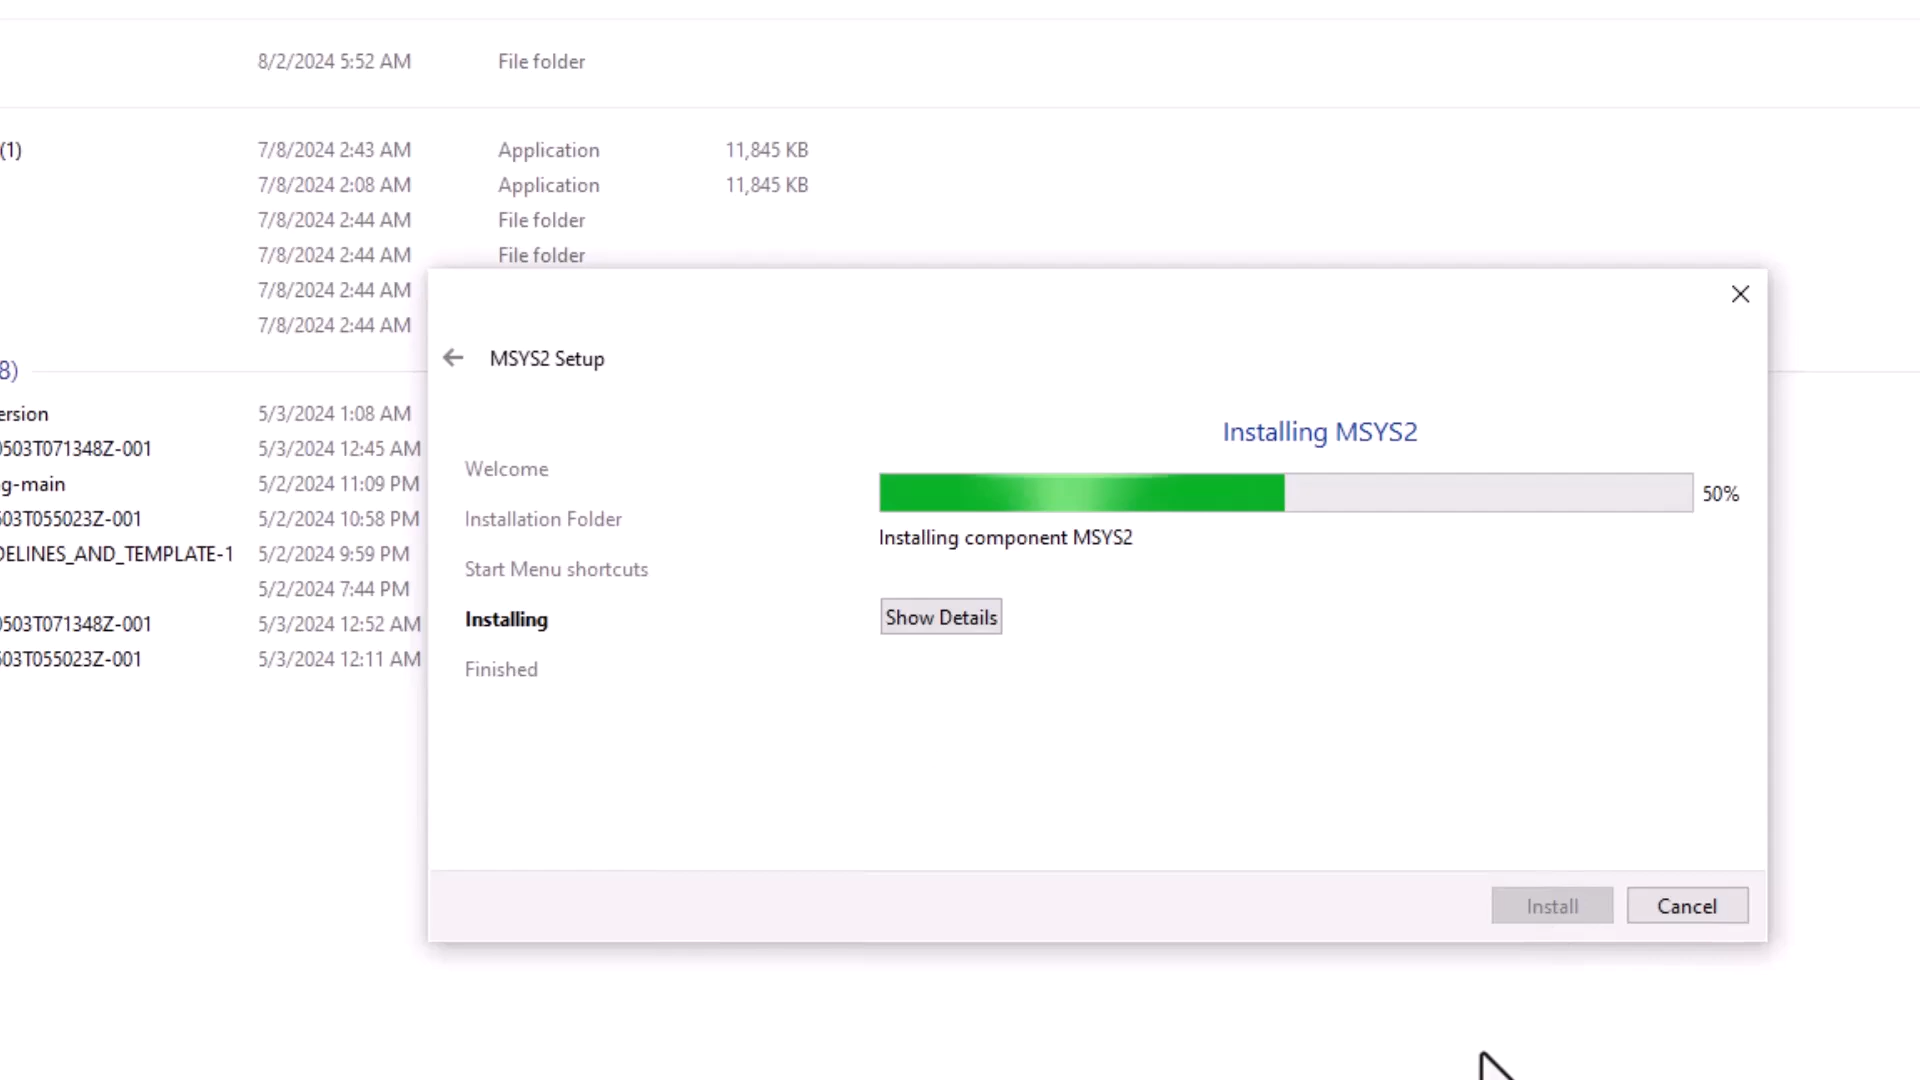 8/2/2024 5:52 AM File folder
(1) 7/8/2024 2:43 AM Application 11,845 KB
7/8/2024 2:08 AM Application 11,845 KB
7/8/2024 2:44 AM File folder
7/8/2024 2:44 AM File folder
7/8/2024 2:44 AM
7/8/2024 2:44 AM
8)
ersion 5/3/2024 1:08 AM
0503T071348Z-001 5/3/2024 12:45 AM
g-main 5/2/2024 11:09 PM
503T055023Z-001 5/2/2024 10:58 PM
DELINES_AND_TEMPLATE-1 5/2/2024 9:59 PM
5/2/2024 7:44 PM
0503T071348Z-001 5/3/2024 12:52 AM
503T055023Z-001 5/3/2024 12:11 AM
MSYS2 Setup
Welcome
Installation Folder
Start Menu shortcuts
Installing
Finished
Installing MSYS2
50%
Installing component MSYS2
Show Details
Install Cancel